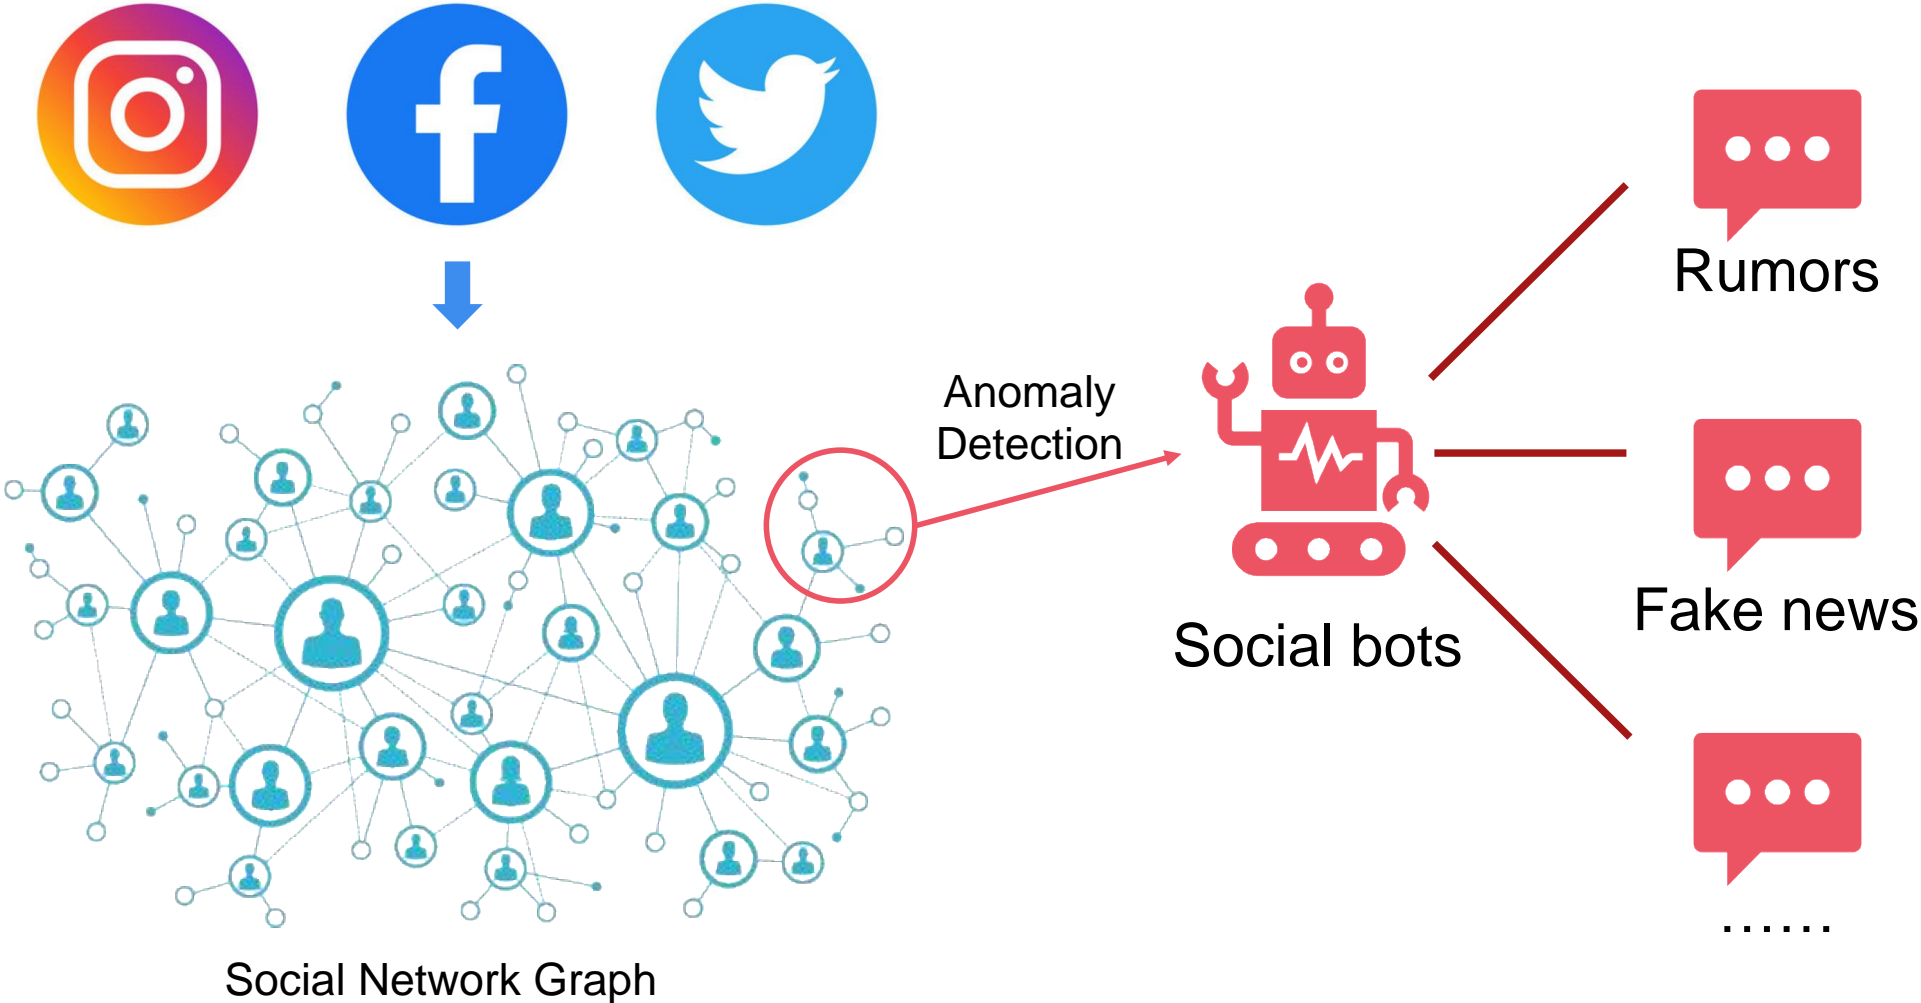 Anomaly
Detection
Rumors
Fake news
Social bots
......
Social Network Graph